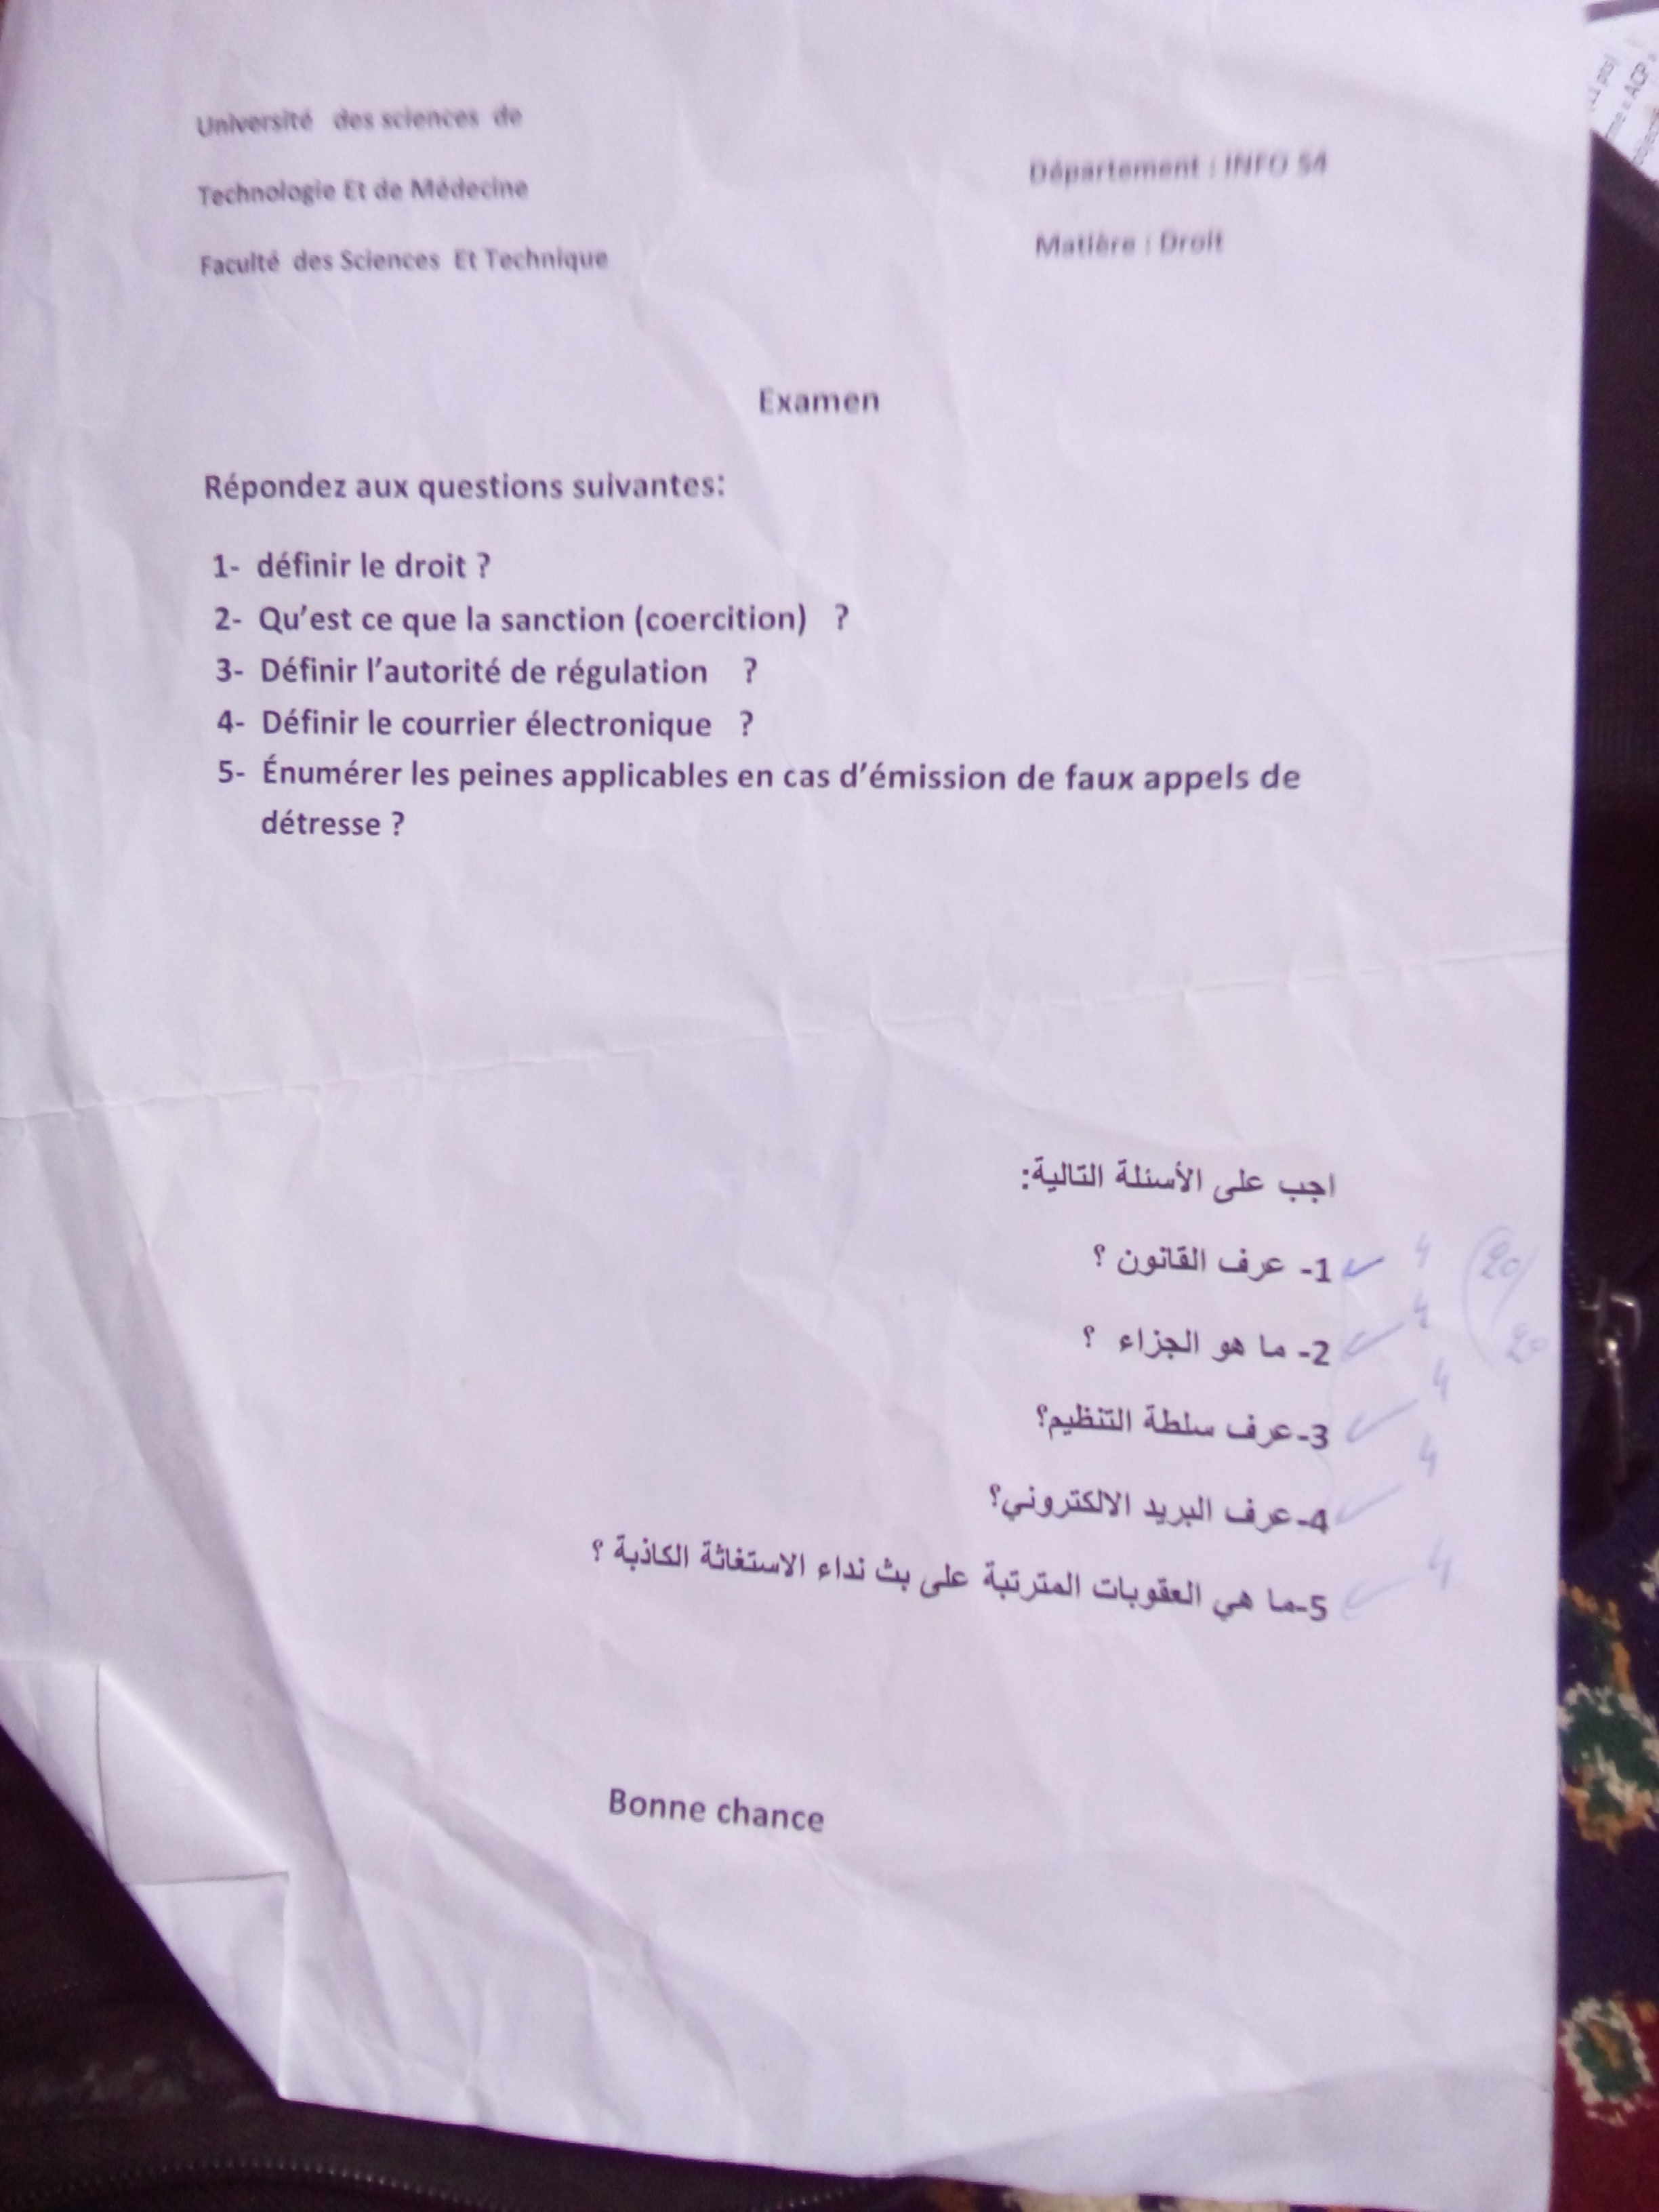 Université des sciences de
Technologie Et de Médecine
Faculté des Sciences Et Technique
Département : INFO S4
Matière : Droit
Examen
Répondez aux questions suivantes:
1- définir le droit ?
2- Qu'est ce que la sanction (coercition) ?
3- Définir l'autorité de régulation ?
4- Définir le courrier électronique ?
5- Énumérer les peines applicables en cas d'émission de faux appels de
détresse ?
اجب على الأسئلة التالية:
1- عرف القانون ؟
4
2- ما هو الجزاء ؟
4
3-عرف سلطة التنظيم؟
4
4-عرف البريد الالكتروني؟
4
5-ما هي العقوبات المترتبة على بث نداء الاستغاثة الكاذبة ؟
4
20/
20
Bonne chance
pts)
ACP